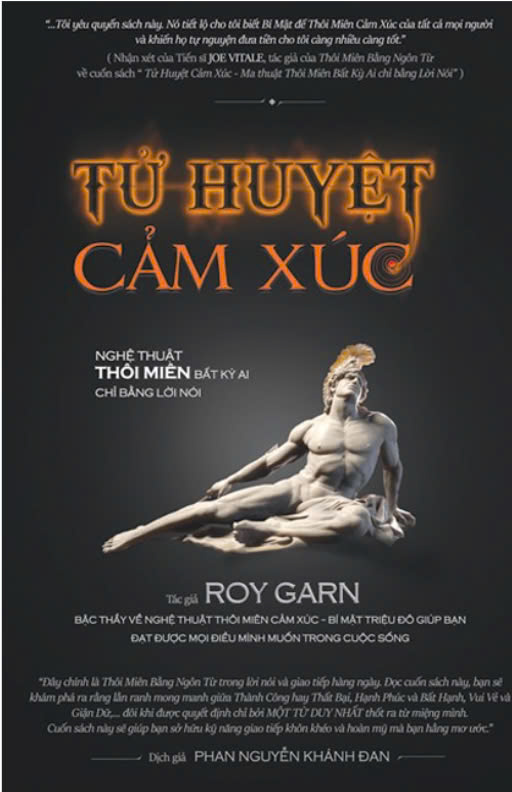 “...Tôi yêu quyển sách này. Nó tiết lộ cho tôi biết Bí Mật để Thôi Miên Cảm Xúc của tất cả mọi người
và khiến họ tự nguyện đưa tiền cho tôi càng nhiều càng tốt.”
( Nhận xét của Tiến sĩ JOE VITALE, tác giả của Thôi Miên Bằng Ngôn Từ
về cuốn sách “ Tử Huyệt Cảm Xúc - Ma thuật Thôi Miên Bất Kỳ Ai chỉ bằng Lời Nói” )
TỬ HUYỆT
CẢM XÚC
NGHỆ THUẬT
THÔI MIÊN BẤT KỲ AI
CHỈ BẰNG LỜI NÓI
Tác giả ROY GARN
BẬC THẦY VỀ NGHỆ THUẬT THÔI MIÊN CẢM XÚC - BÍ MẬT TRIỆU ĐÔ GIÚP BẠN
ĐẠT ĐƯỢC MỌI ĐIỀU MÌNH MUỐN TRONG CUỘC SỐNG
“Đây chính là Thôi Miên Bằng Ngôn Từ trong lời nói và giao tiếp hàng ngày. Đọc cuốn sách này, bạn sẽ
khám phá ra rằng lằn ranh mong manh giữa Thành Công hay Thất Bại, Hạnh Phúc và Bất Hạnh, Vui Vẻ và
Giận Dữ,... đôi khi được quyết định chỉ bởi MỘT TỪ DUY NHẤT thốt ra từ miệng mình.
Cuốn sách này sẽ giúp bạn sở hữu kỹ năng giao tiếp khôn khéo và hoàn mỹ mà bạn hằng mơ ước.”
Dịch giả PHAN NGUYỄN KHÁNH ĐAN